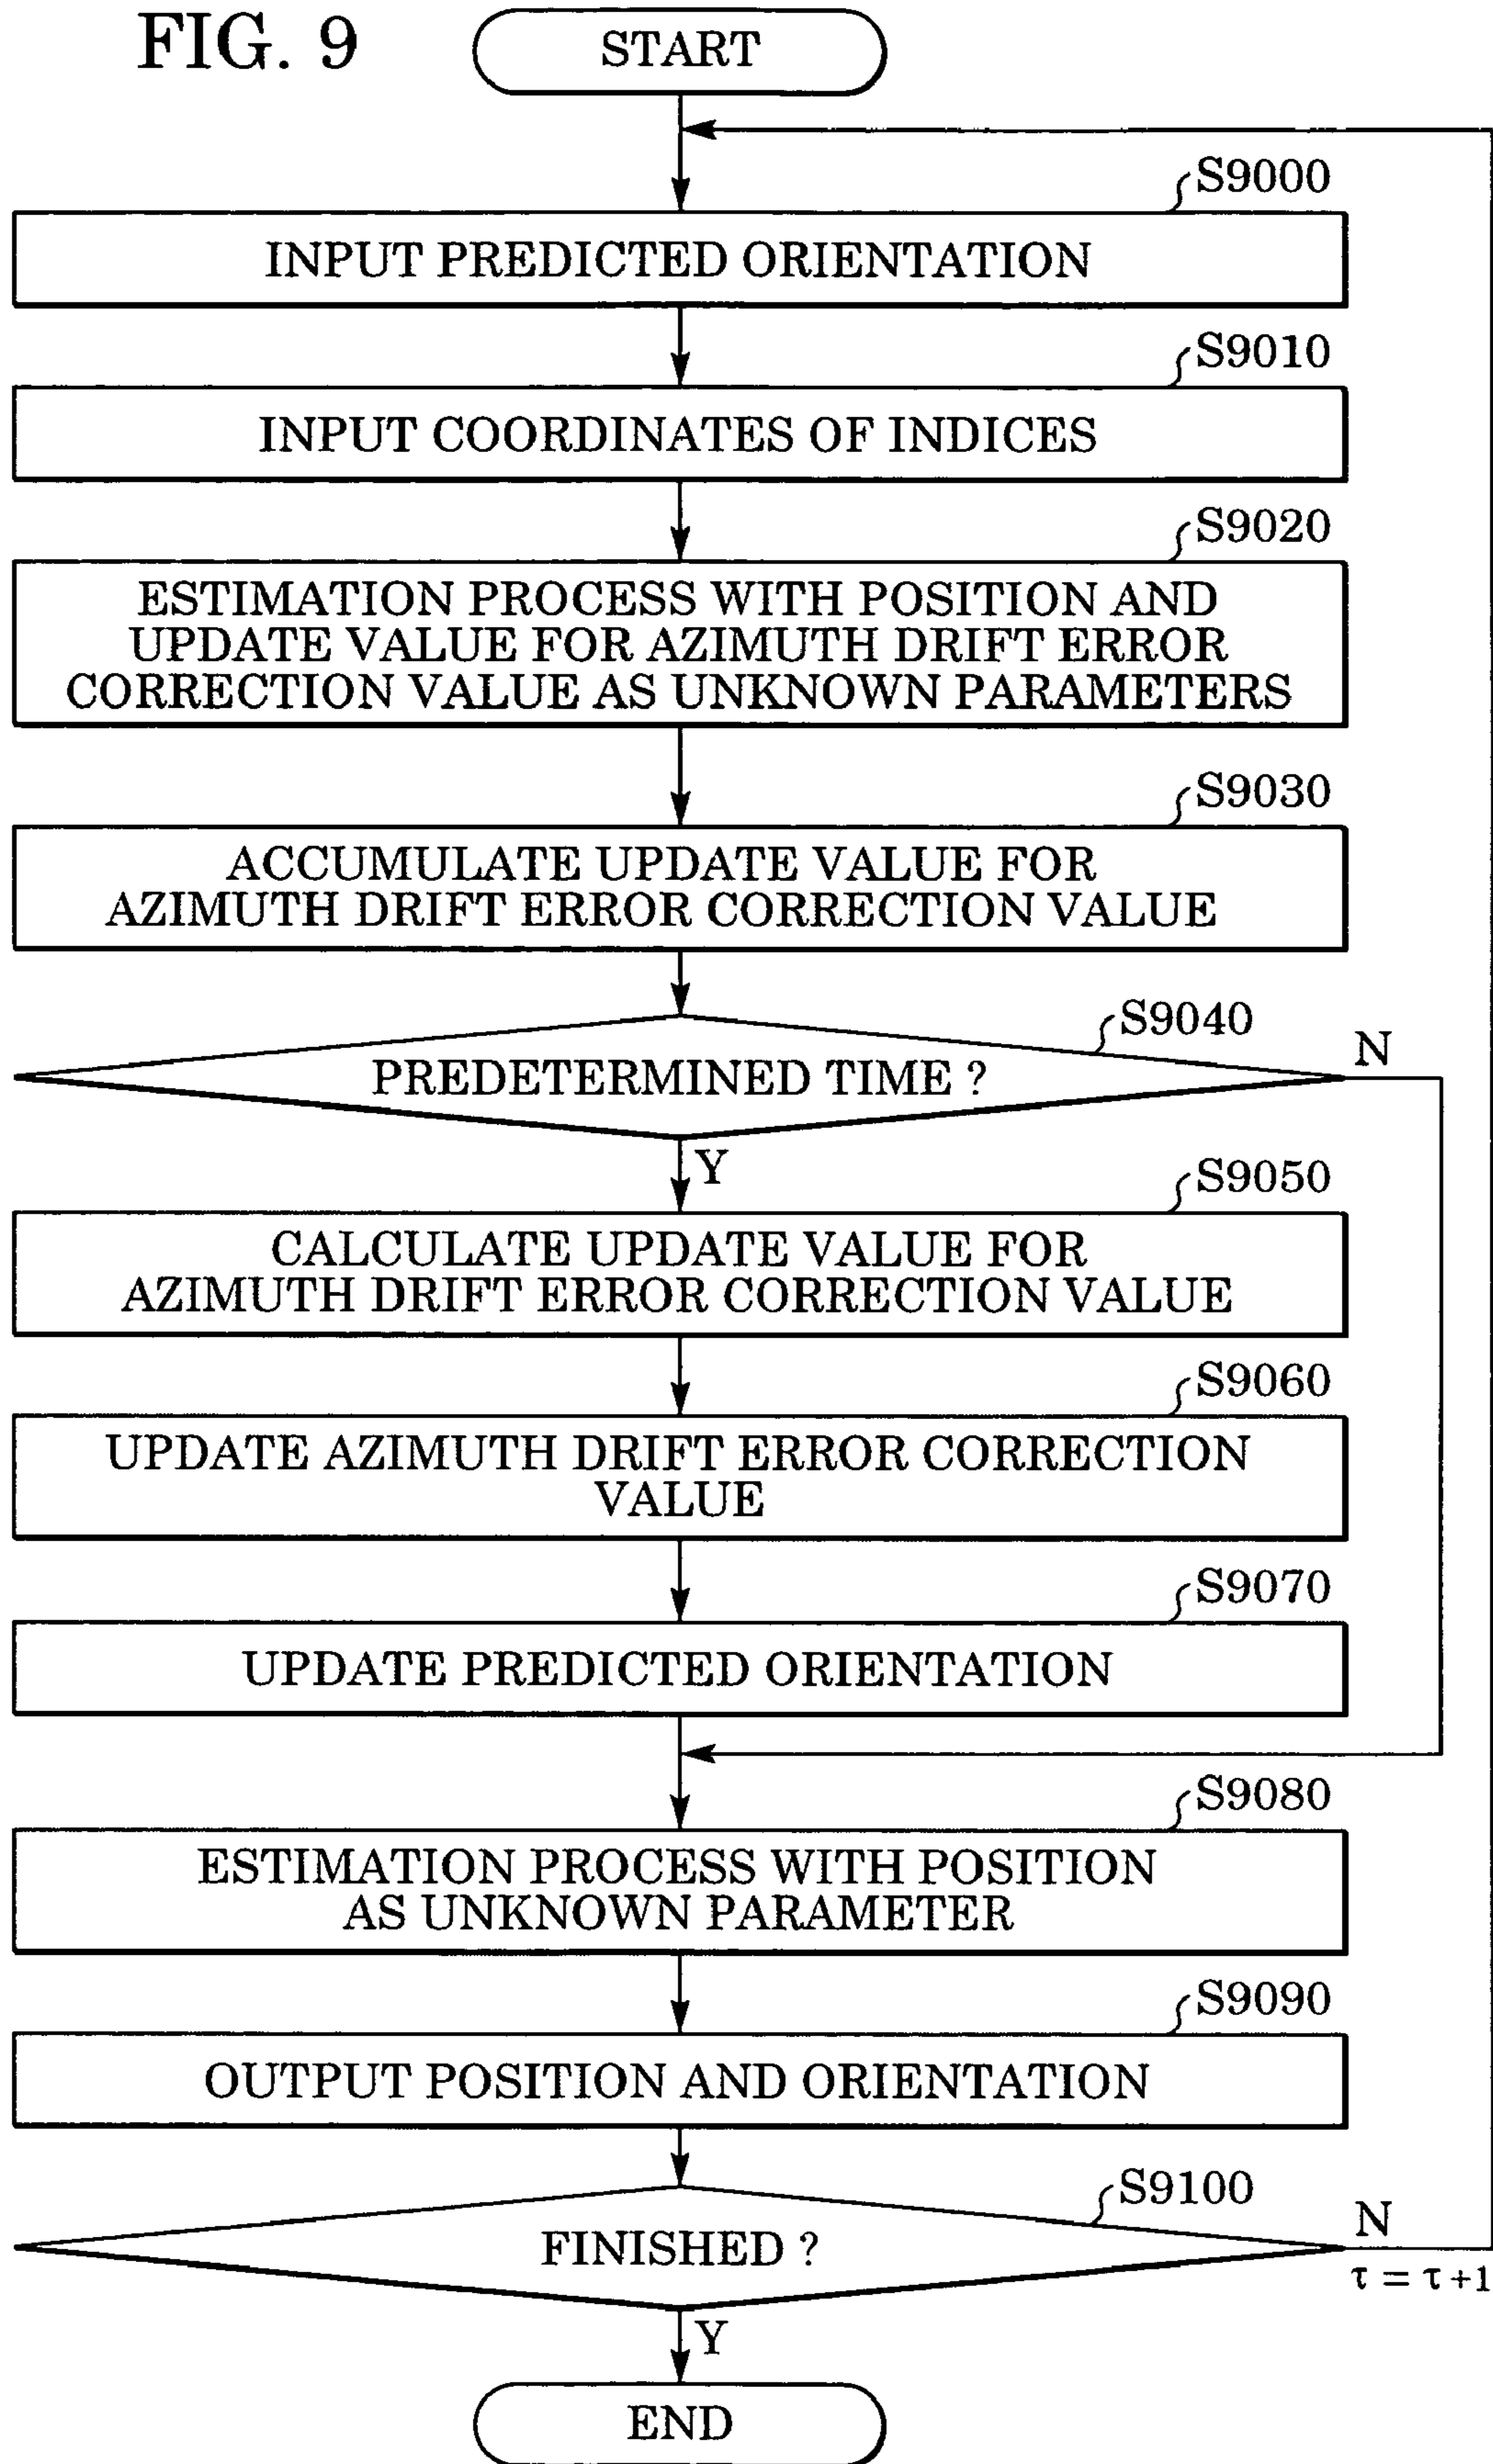 FIG. 9
START
S9000
INPUT PREDICTED ORIENTATION
S9010
INPUT COORDINATES OF INDICES
S9020
ESTIMATION PROCESS WITH POSITION AND
UPDATE VALUE FOR AZIMUTH DRIFT ERROR
CORRECTION VALUE AS UNKNOWN PARAMETERS
S9030
ACCUMULATE UPDATE VALUE FOR
AZIMUTH DRIFT ERROR CORRECTION VALUE
S9040
PREDETERMINED TIME ?
N
Y
S9050
CALCULATE UPDATE VALUE FOR
AZIMUTH DRIFT ERROR CORRECTION VALUE
S9060
UPDATE AZIMUTH DRIFT ERROR CORRECTION
VALUE
S9070
UPDATE PREDICTED ORIENTATION
S9080
ESTIMATION PROCESS WITH POSITION
AS UNKNOWN PARAMETER
S9090
OUTPUT POSITION AND ORIENTATION
S9100
FINISHED ?
N
τ = τ +1
Y
END